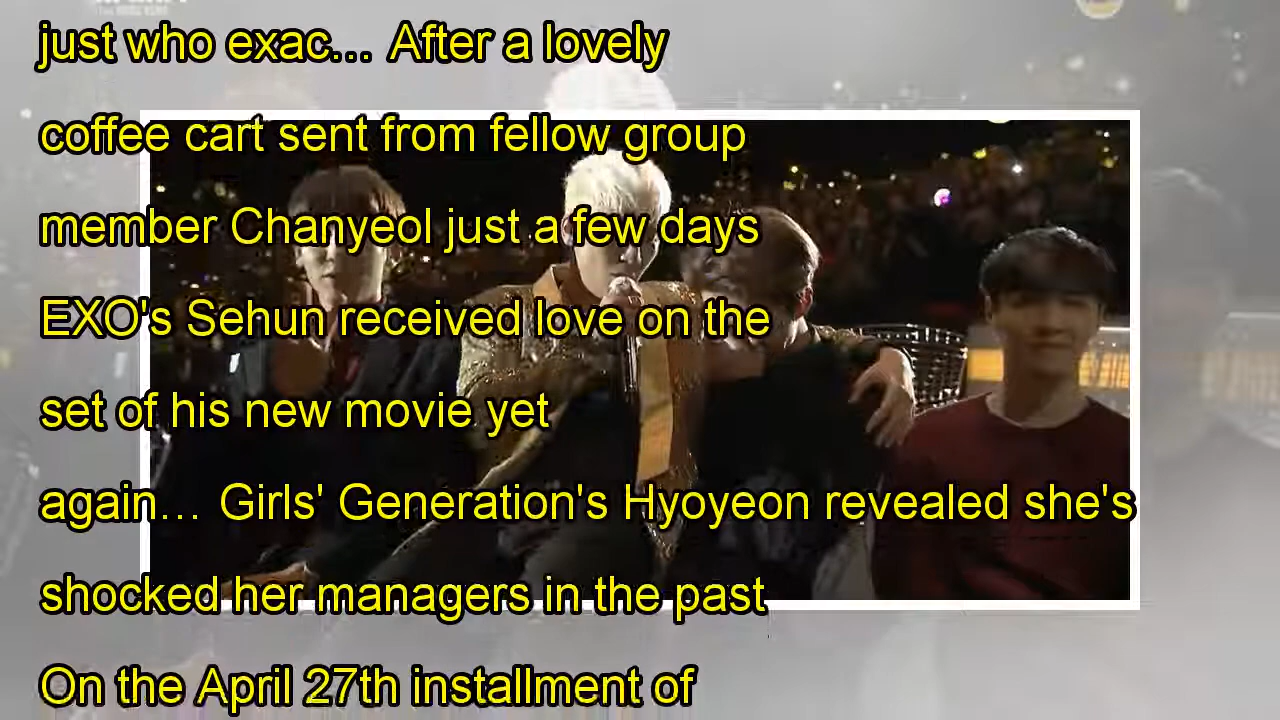 just who exac... After a lovely
coffee cart sent from fellow group
member Chanyeol just a few days
EXO's Sehun received love on the
set of his new movie yet
again... Girls' Generation's Hyoyeon revealed she's
shocked her managers in the past
On the April 27th installment of